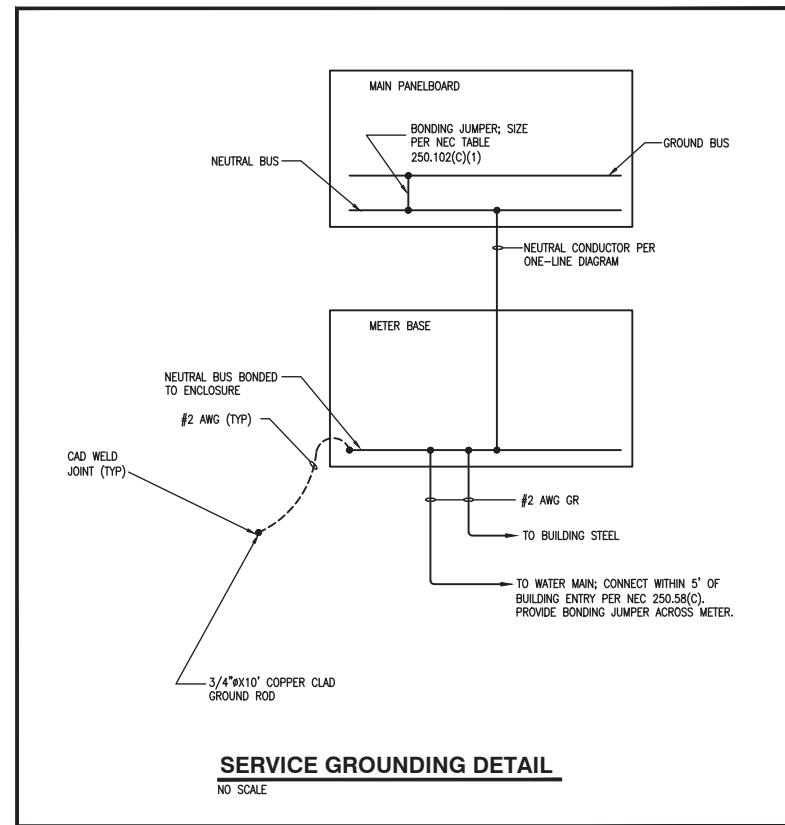 MAIN PANELBOARD
BONDING JUMPER; SIZE
PER NEC TABLE
250.102(C)(1)
GROUND BUS
NEUTRAL BUS
NEUTRAL CONDUCTOR PER
ONE-LINE DIAGRAM
METER BASE
NEUTRAL BUS BONDED
TO ENCLOSURE
#2 AWG (TYP)
CAD WELD
JOINT (TYP)
#2 AWG GR
TO BUILDING STEEL
TO WATER MAIN; CONNECT WITHIN 5' OF
BUILDING ENTRY PER NEC 250.58(C).
PROVIDE BONDING JUMPER ACROSS METER.
3/4"øX10' COPPER CLAD
GROUND ROD
SERVICE GROUNDING DETAIL
NO SCALE